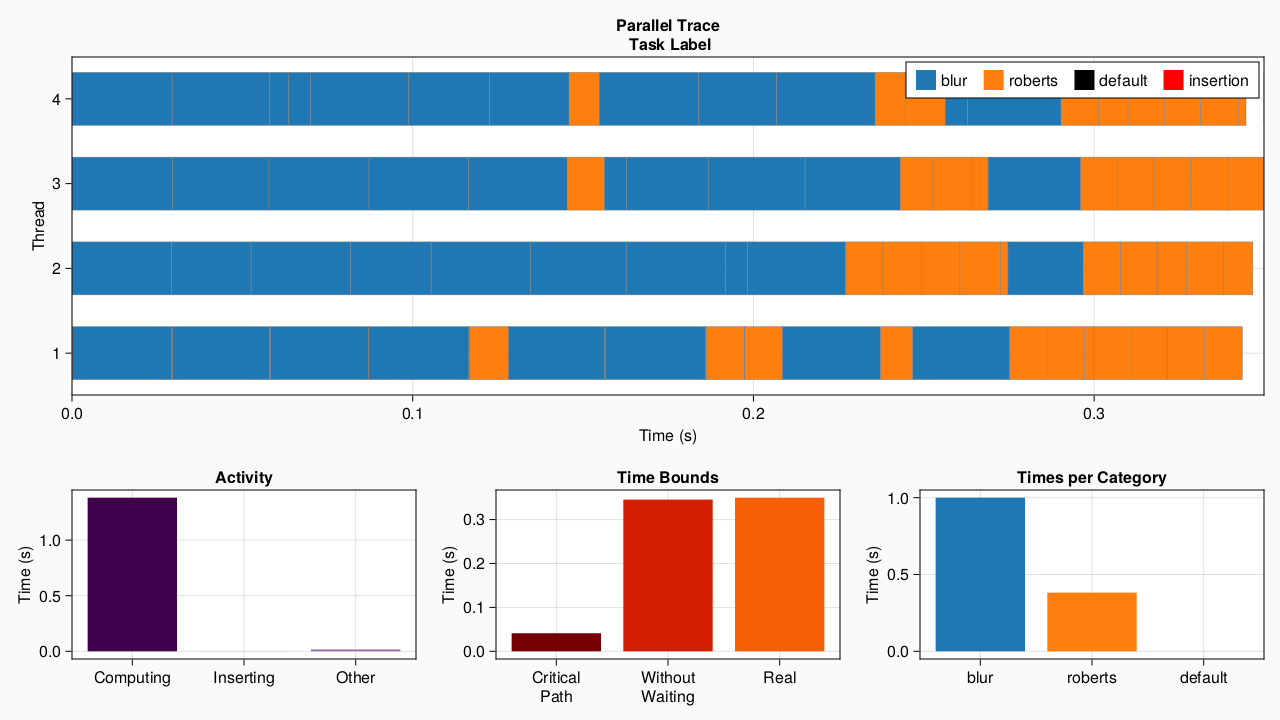 Parallel Trace
Task Label
blur roberts default insertion
4
3
2
1
Thread
0.0 0.1 0.2 0.3
Time (s)
Activity
Time (s)
1.0
0.5
0.0
Computing Inserting Other
Time Bounds
Time (s)
0.3
0.2
0.1
0.0
Critical Path Without Waiting Real
Times per Category
Time (s)
1.0
0.5
0.0
blur roberts default